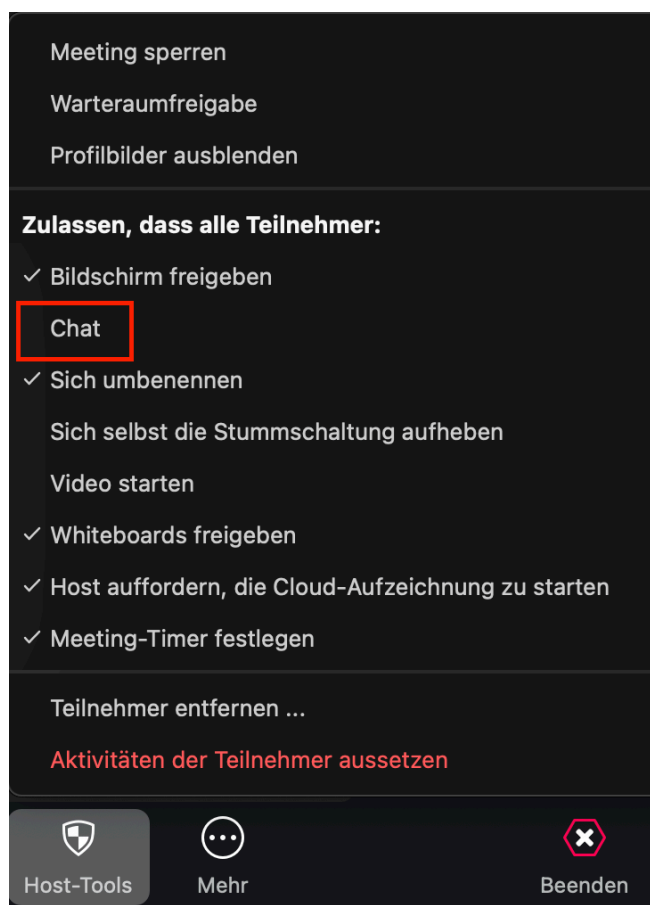 Meeting sperren
Warteraumfreigabe
Profilbilder ausblenden
Zulassen, dass alle Teilnehmer:
Bildschirm freigeben
Chat
Sich umbenennen
Sich selbst die Stummschaltung aufheben
Video starten
Whiteboards freigeben
Host auffordern, die Cloud-Aufzeichnung zu starten
Meeting-Timer festlegen
Teilnehmer entfernen ...
Aktivitäten der Teilnehmer aussetzen
Host-Tools Mehr Beenden